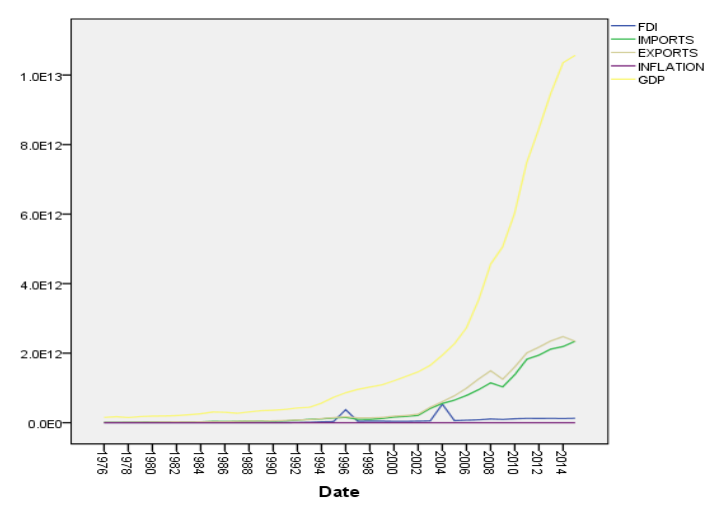 FDI
IMPORTS
EXPORTS
INFLATION
GDP
1.0E13
8.0E12
6.0E12
4.0E12
2.0E12
0.0E0
1976
1978
1980
1982
1984
1986
1988
1990
1992
1994
1996
1998
2000
2002
2004
2006
2008
2010
2012
2014
Date